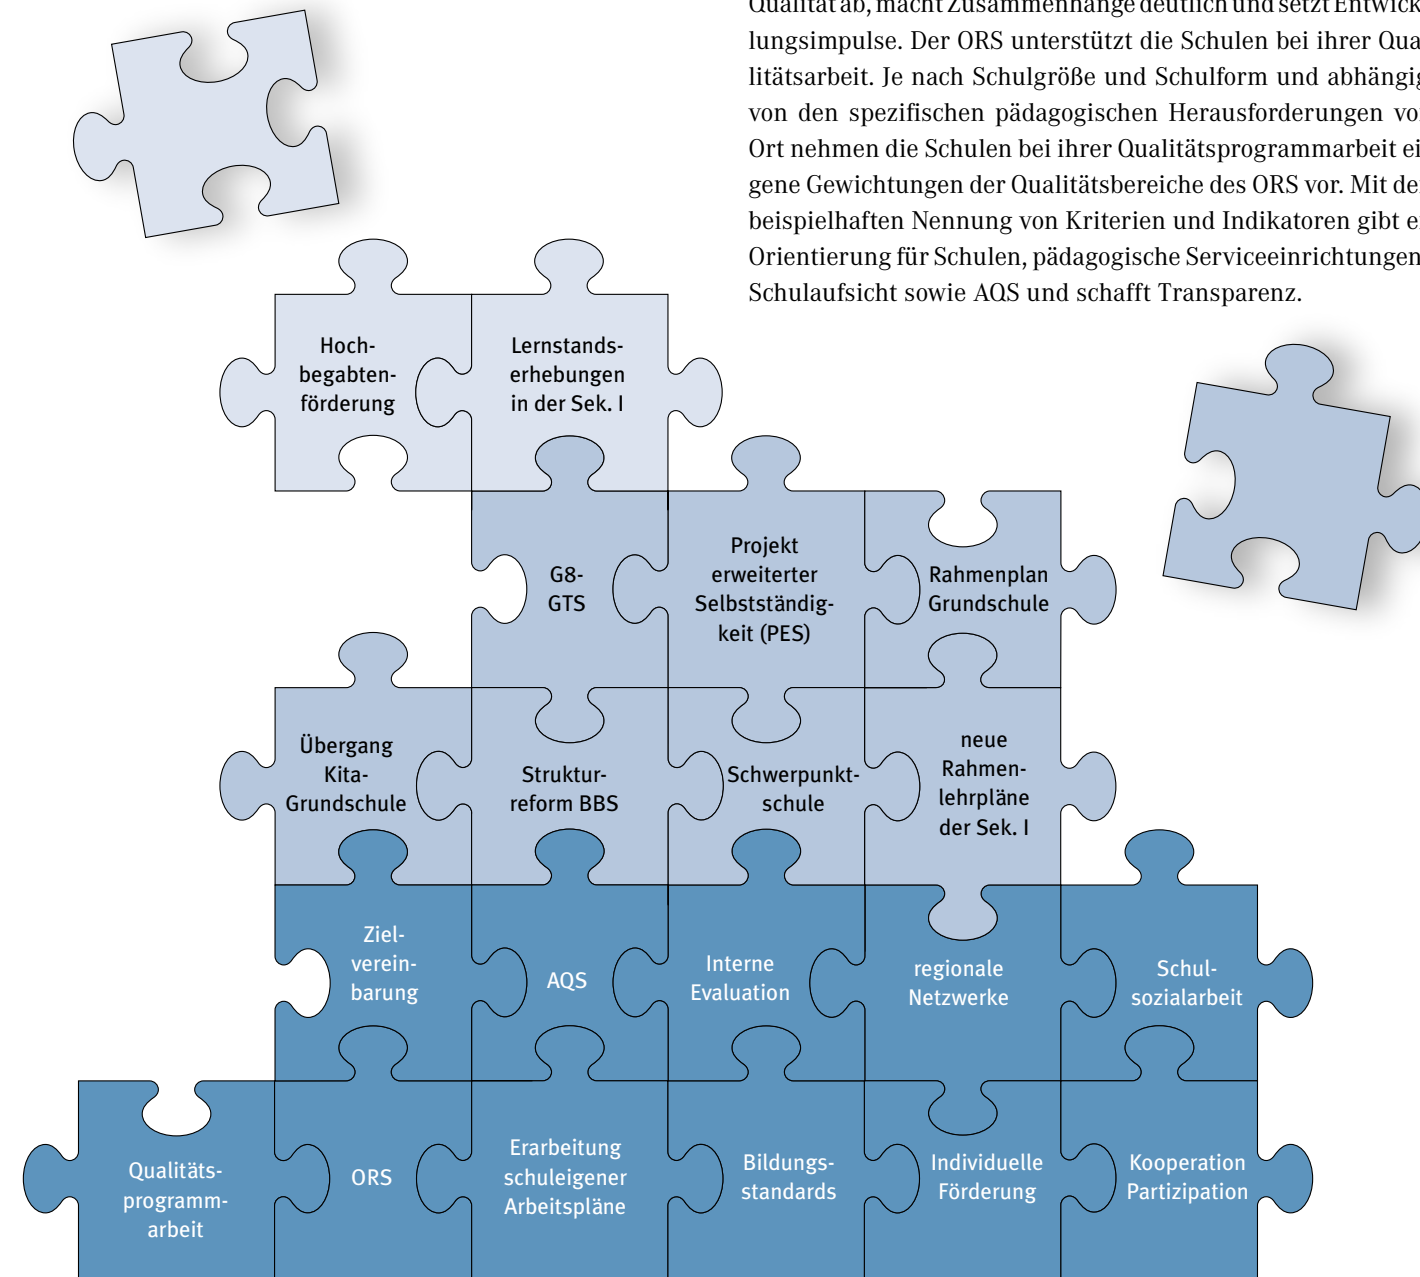 Qualität ab, macht Zusammenhänge deutlich und setzt Entwick
lungsimpulse. Der ORS unterstützt die Schulen bei ihrer Qua
litätsarbeit. Je nach Schulgröße und Schulform und abhängig
von den spezifischen pädagogischen Herausforderungen vo
Ort nehmen die Schulen bei ihrer Qualitätsprogrammarbeit ei
gene Gewichtungen der Qualitätsbereiche des ORS vor. Mit de
beispielhaften Nennung von Kriterien und Indikatoren gibt e
Orientierung für Schulen, pädagogische Serviceeinrichtungen
Schulaufsicht sowie AQS und schafft Transparenz.
Hoch-
begabten-
förderung
Lernstands-
erhebungen
in der Sek. I
G8-
GTS
Projekt
erweiterter
Selbstständig-
keit (PES)
Rahmenplan
Grundschule
Übergang
Kita-
Grundschule
Struktur-
reform BBS
Schwerpunkt-
schule
neue
Rahmen-
lehrpläne
der Sek. I
Ziel-
verein-
barung
AQS
Interne
Evaluation
regionale
Netzwerke
Schul-
sozialarbeit
Qualitäts-
programm-
arbeit
ORS
Erarbeitung
schuleigener
Arbeitspläne
Bildungs-
standards
Individuelle
Förderung
Kooperation
Partizipation